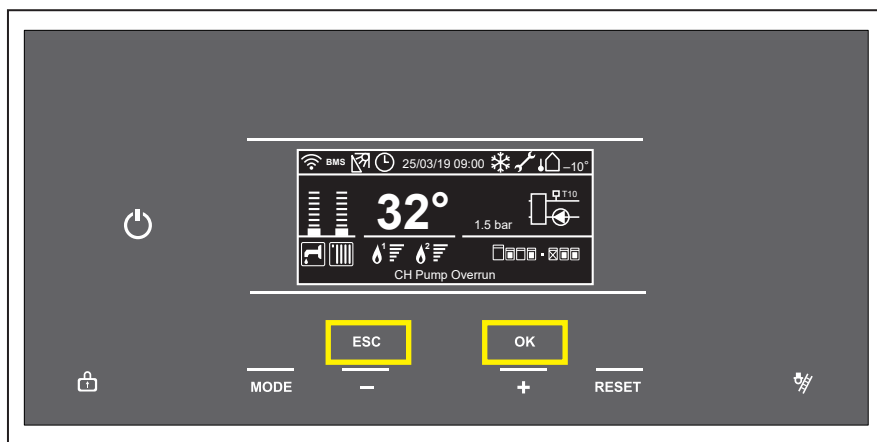 BMS 25/03/19 09:00 –10°
T10
32°
1.5 bar
1 2
CH Pump Overrun
ESC OK
MODE – + RESET